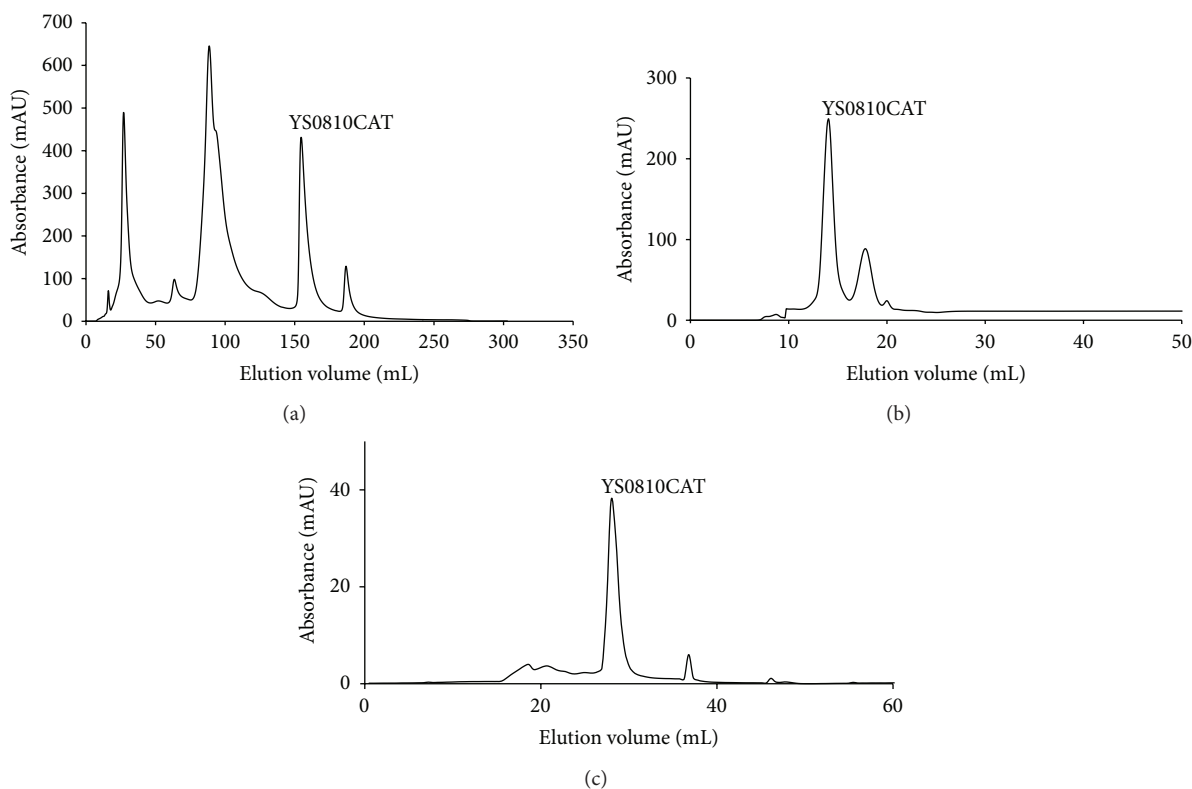 700
600
500
400
300
200
100
0
Absorbance (mAU)
YS0810CAT
0 50 100 150 200 250 300 350
Elution volume (mL)
(a)
300
200
100
0
Absorbance (mAU)
YS0810CAT
0 10 20 30 40 50
Elution volume (mL)
(b)
40
20
0
Absorbance (mAU)
YS0810CAT
0 20 40 60
Elution volume (mL)
(c)